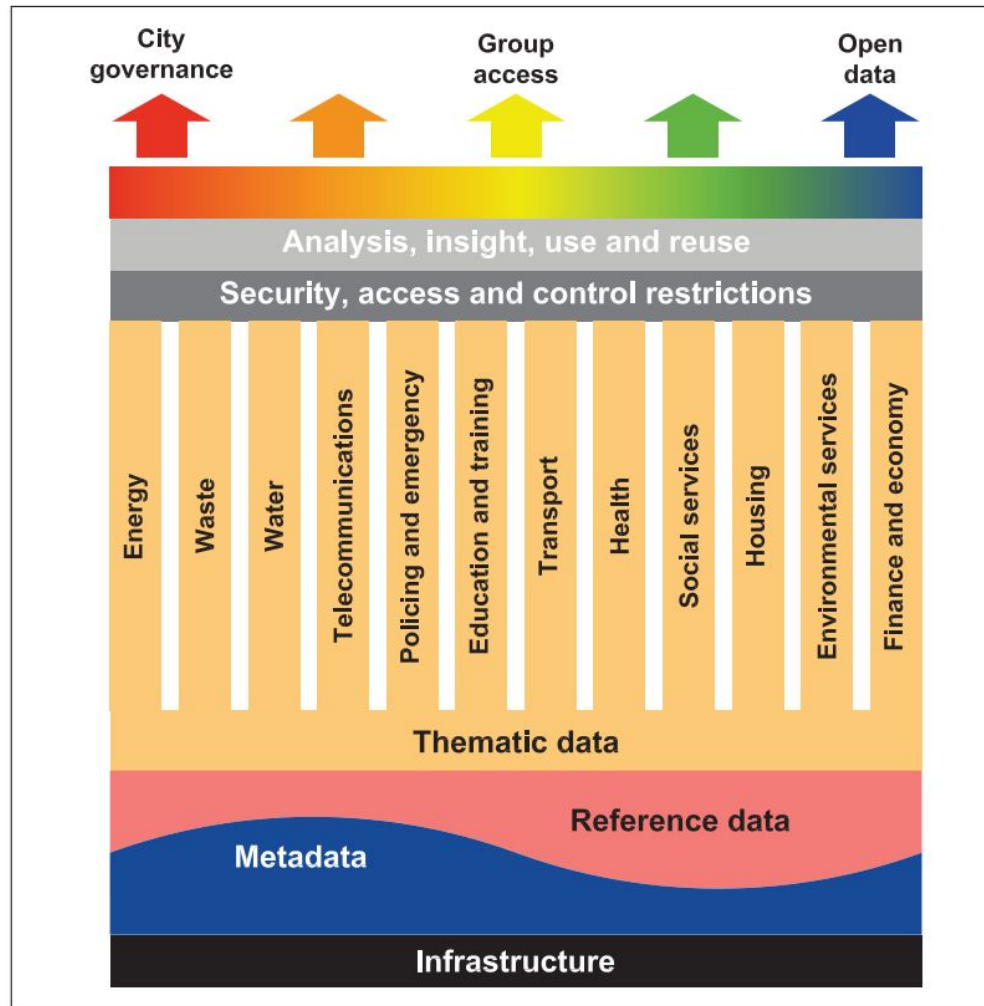 City
governance
Group
access
Open
data
Analysis, insight, use and reuse
Security, access and control restrictions
Energy
Waste
Water
Telecommunications
Policing and emergency
Education and training
Transport
Health
Social services
Housing
Environmental services
Finance and economy
Thematic data
Reference data
Metadata
Infrastructure